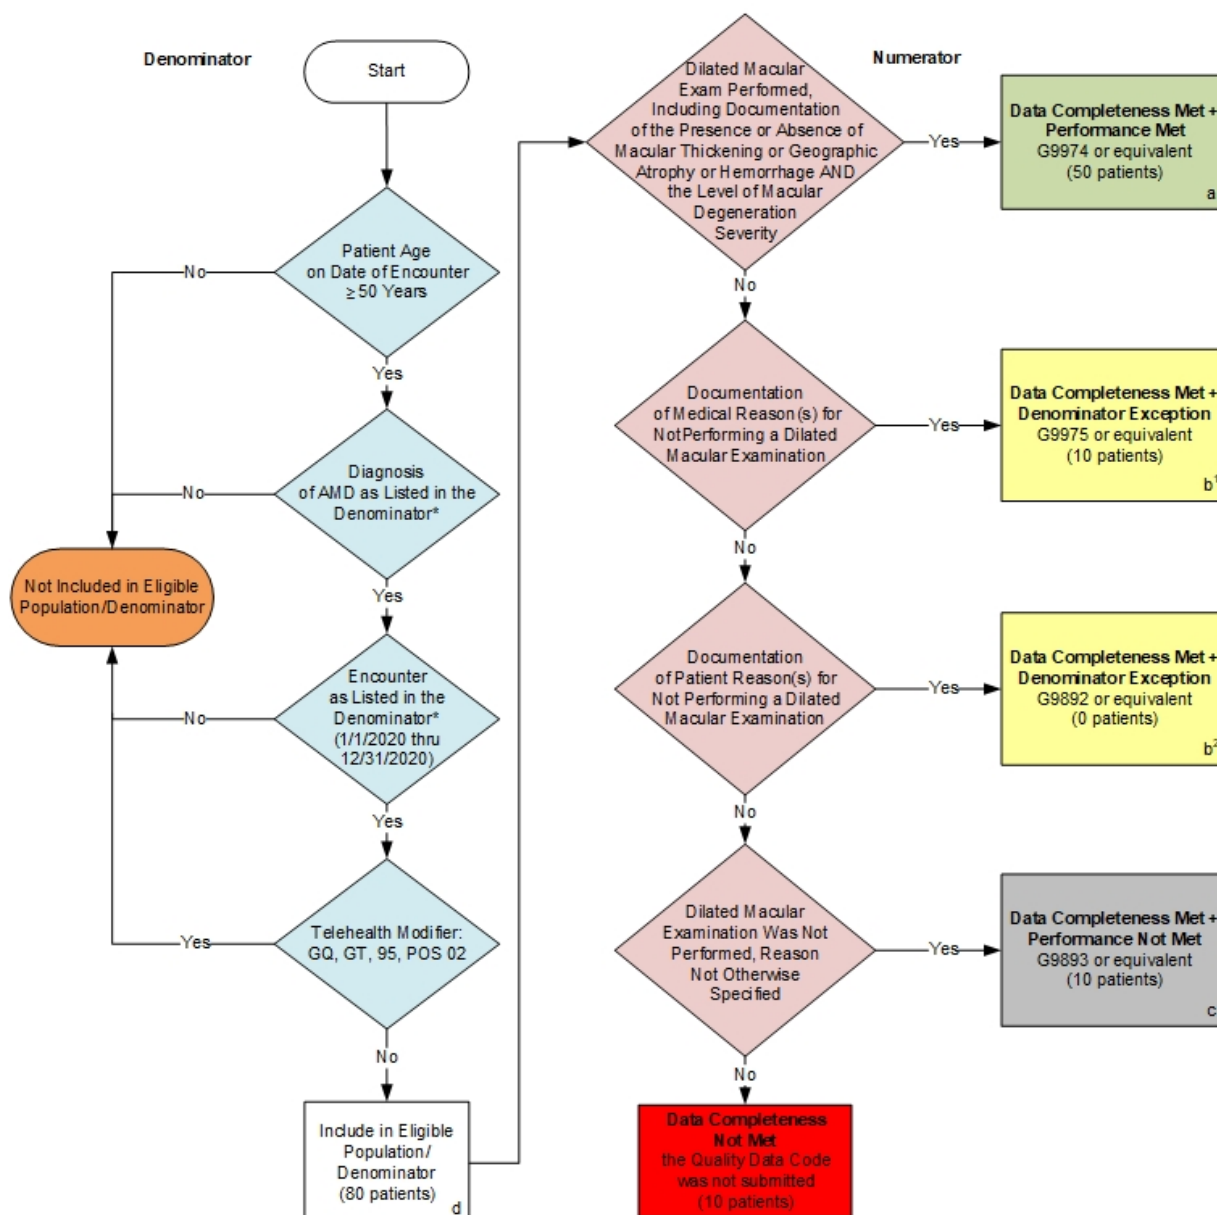 Denominator
Start
Patient Age
on Date of Encounter
≥ 50 Years
No
Yes
Diagnosis
of AMD as Listed in the
Denominator*
No
Yes
Not Included in Eligible
Population/Denominator
Encounter
as Listed in the
Denominator*
(1/1/2020 thru
12/31/2020)
No
Yes
Telehealth Modifier:
GQ, GT, 95, POS 02
Yes
No
Include in Eligible
Population/
Denominator
(80 patients)
d
Numerator
Dilated Macular
Exam Performed,
Including Documentation
of the Presence or Absence of
Macular Thickening or Geographic
Atrophy or Hemorrhage AND
the Level of Macular
Degeneration
Severity
Yes
Data Completeness Met +
Performance Met
G9974 or equivalent
(50 patients)
a
No
Documentation
of Medical Reason(s) for
Not Performing a Dilated
Macular Examination
Yes
Data Completeness Met +
Denominator Exception
G9975 or equivalent
(10 patients)
b¹
No
Documentation
of Patient Reason(s) for
Not Performing a Dilated
Macular Examination
Yes
Data Completeness Met +
Denominator Exception
G9892 or equivalent
(0 patients)
b²
No
Dilated Macular
Examination Was Not
Performed, Reason
Not Otherwise
Specified
Yes
Data Completeness Met +
Performance Not Met
G9893 or equivalent
(10 patients)
c
No
Data Completeness
Not Met
the Quality Data Code
was not submitted
(10 patients)